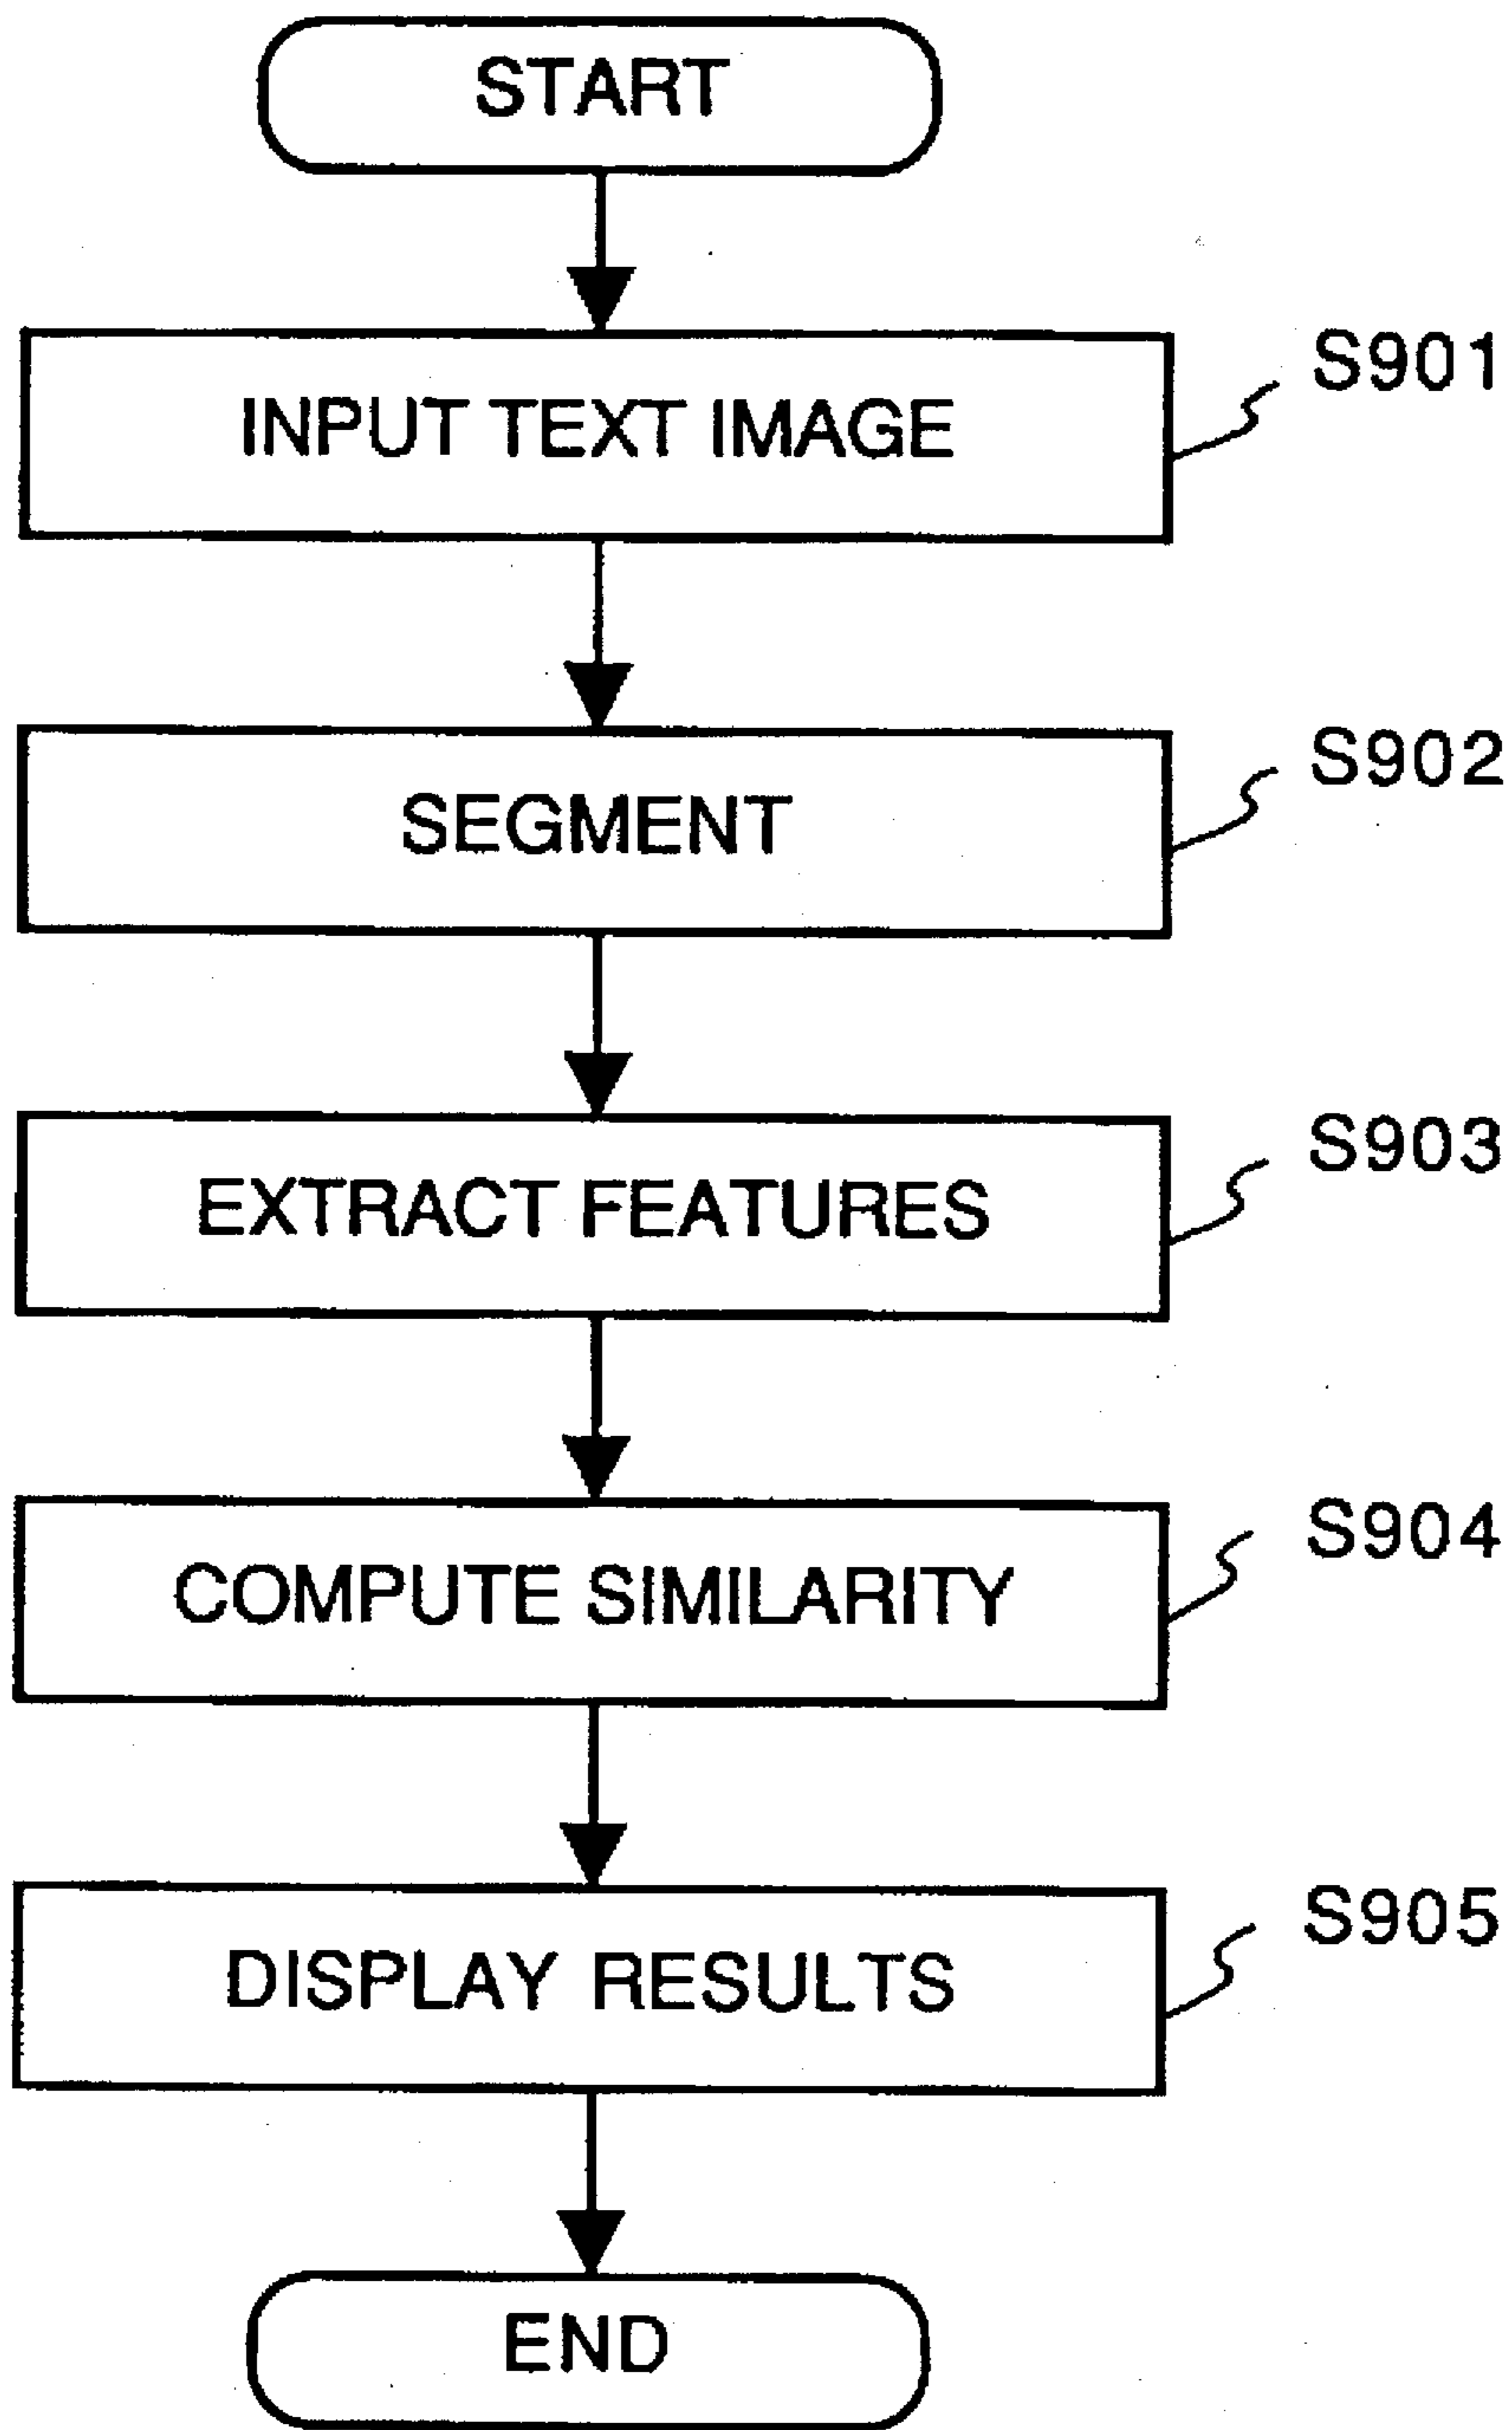 START
INPUT TEXT IMAGE
S901
SEGMENT
S902
EXTRACT FEATURES
S903
COMPUTE SIMILARITY
S904
DISPLAY RESULTS
S905
END